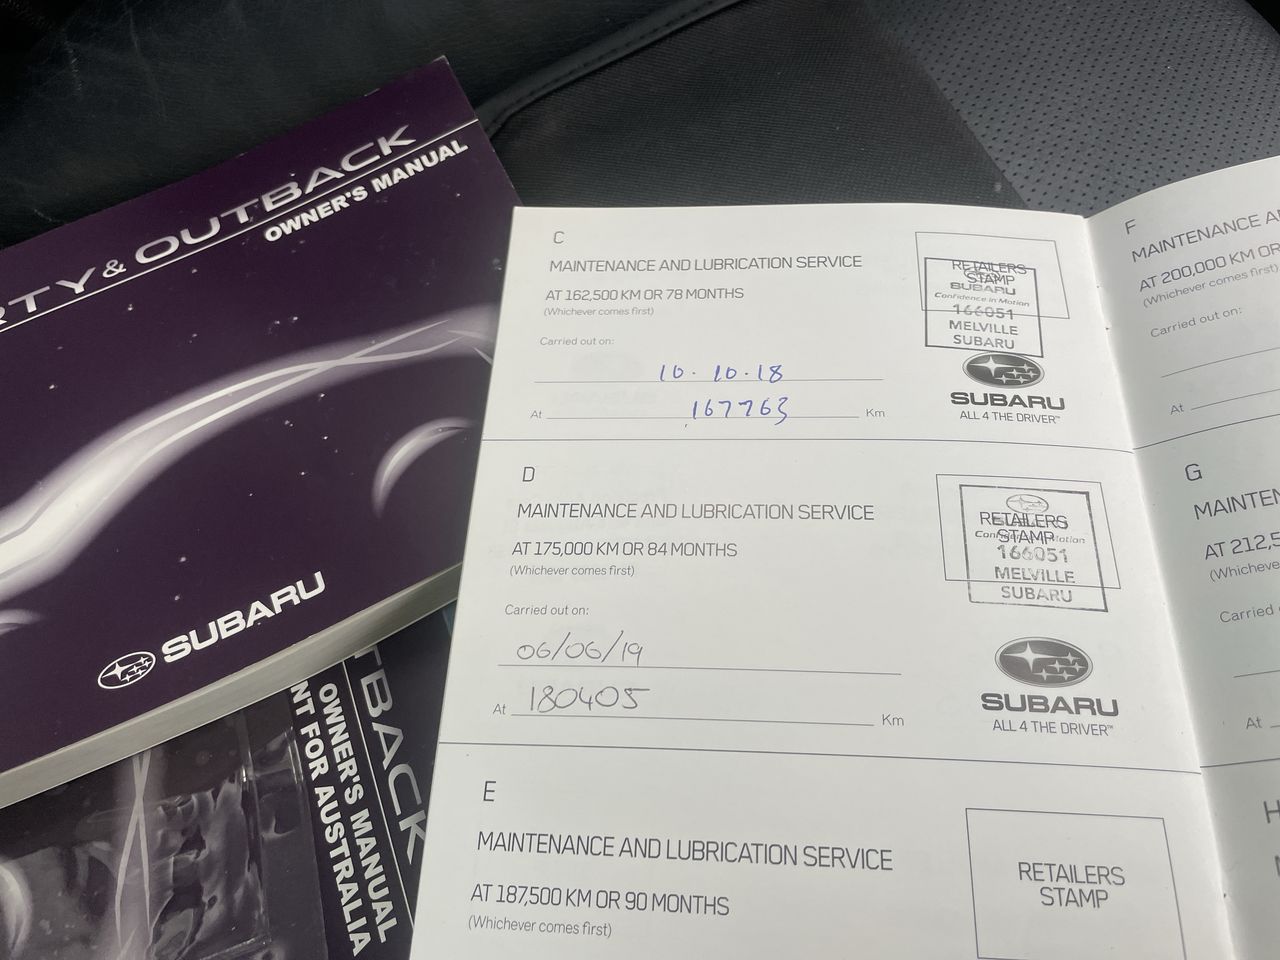 RTY & OUTBACK
OWNER'S MANUAL
SUBARU
TBACK
OWNER'S MANUAL
NT FOR AUSTRALIA
C
MAINTENANCE AND LUBRICATION SERVICE
AT 162,500 KM OR 78 MONTHS
(Whichever comes first)
Carried out on:
10.10.18
At 167763 Km
RETAILERS
STAMP
SUBARU
Confidence in Motion
166051
MELVILLE
SUBARU
SUBARU
ALL 4 THE DRIVER™
D
MAINTENANCE AND LUBRICATION SERVICE
AT 175,000 KM OR 84 MONTHS
(Whichever comes first)
Carried out on:
06/06/19
At 180405 Km
RETAILERS
STAMP
166051
MELVILLE
SUBARU
SUBARU
ALL 4 THE DRIVER™
E
MAINTENANCE AND LUBRICATION SERVICE
AT 187,500 KM OR 90 MONTHS
(Whichever comes first)
RETAILERS
STAMP
F
MAINTENANCE A
AT 200,000 KM OR
(Whichever comes first)
Carried out on:
At
G
MAINTEN
AT 212,5
(Whicheve
Carried
At
H